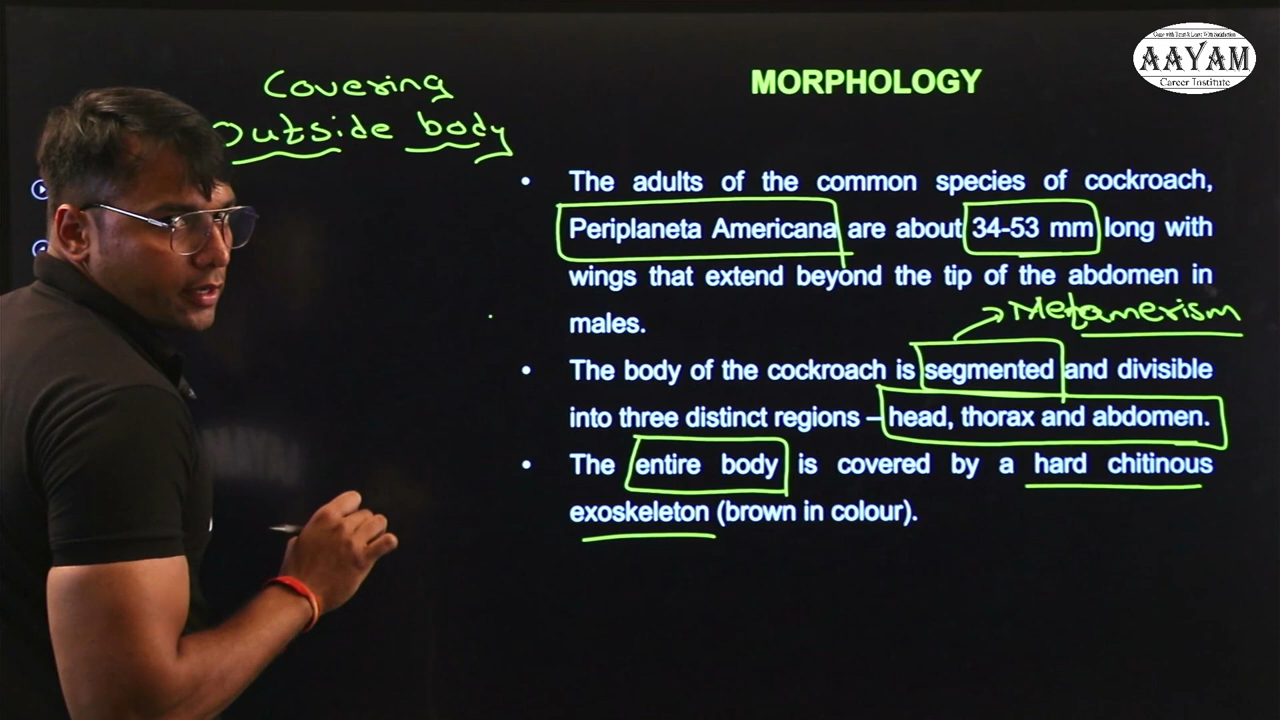 AAYAM
Career Institute
Covering
outside body
MORPHOLOGY
• The adults of the common species of cockroach,
Periplaneta Americana are about 34-53 mm long with
wings that extend beyond the tip of the abdomen in
males.
Metamerism
• The body of the cockroach is segmented and divisible
into three distinct regions – head, thorax and abdomen.
• The entire body is covered by a hard chitinous
exoskeleton (brown in colour).